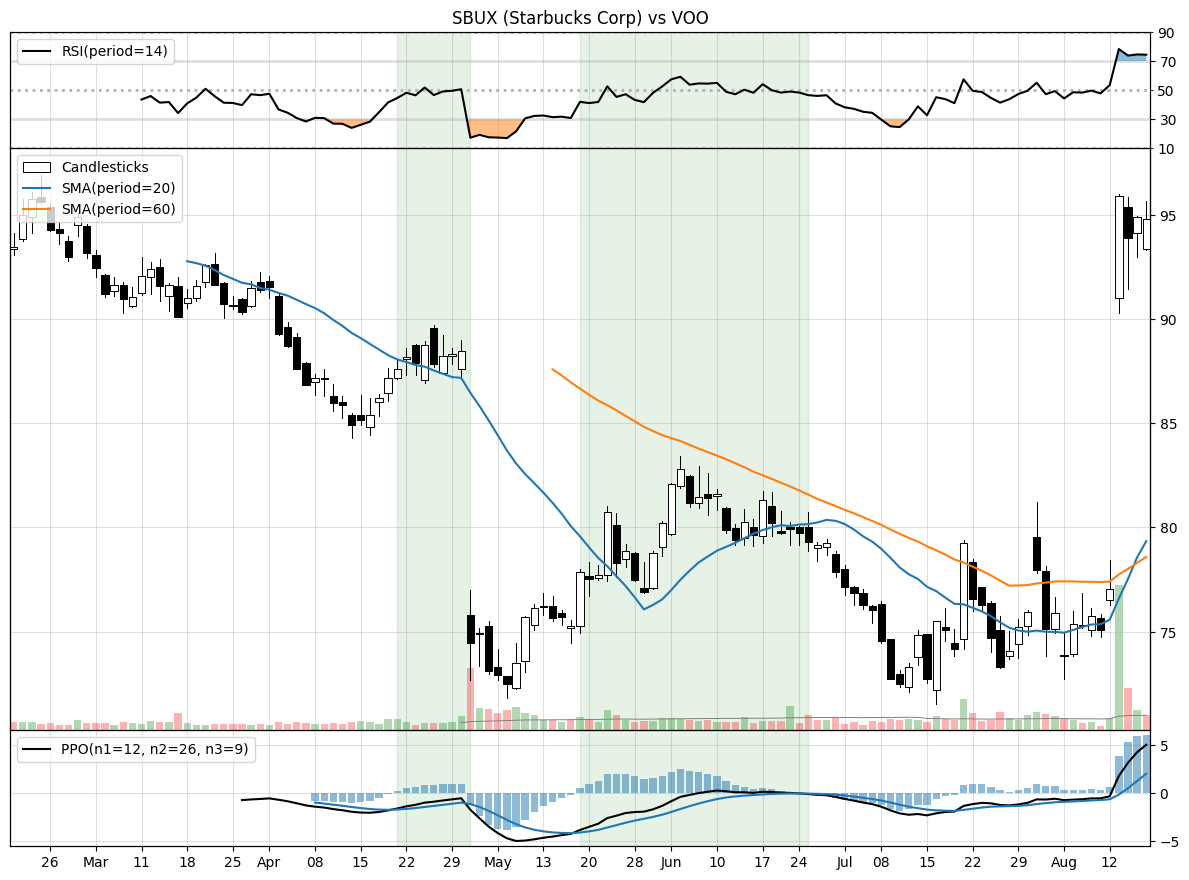 SBUX (Starbucks Corp) vs VOO
RSI(period=14)
90
70
50
30
10
Candlesticks
SMA(period=20)
SMA(period=60)
95
90
85
80
75
PPO(n1=12, n2=26, n3=9)
5
0
−5
26 Mar 11 18 25 Apr 08 15 22 29 May 13 20 28 Jun 10 17 24 Jul 08 15 22 29 Aug 12